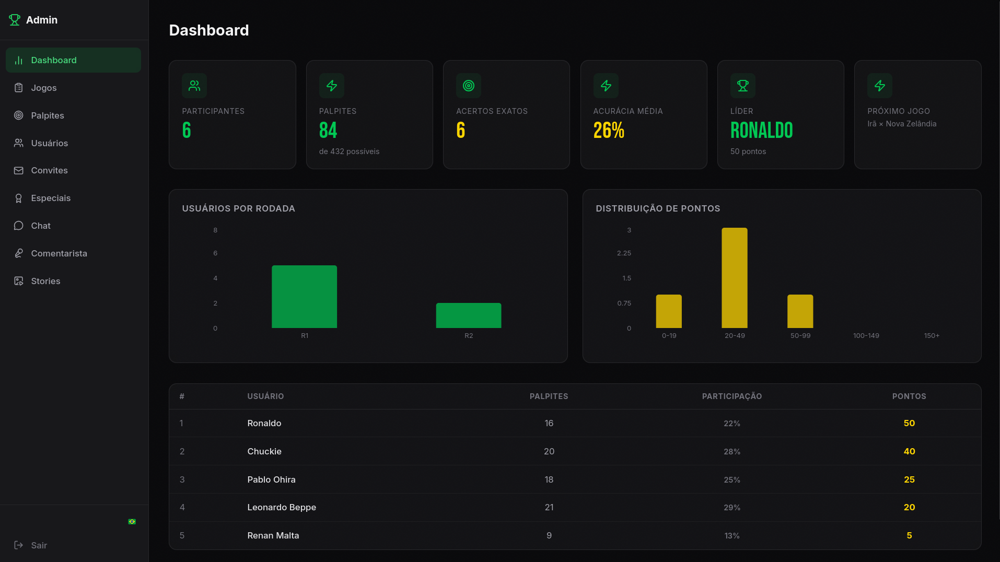 Admin
Dashboard
Jogos
Palpites
Usuários
Convites
Especiais
Chat
Comentarista
Stories
Sair
Dashboard
PARTICIPANTES
6
PALPITES
84
de 432 possíveis
ACERTOS EXATOS
6
ACURÁCIA MÉDIA
26%
LÍDER
RONALDO
50 pontos
PRÓXIMO JOGO
Irã × Nova Zelândia
USUÁRIOS POR RODADA
8
6
4
2
0
R1 R2
DISTRIBUIÇÃO DE PONTOS
3
2.25
1.5
0.75
0
0-19 20-49 50-99 100-149 150+
# USUÁRIO PALPITES PARTICIPAÇÃO PONTOS
1 Ronaldo 16 22% 50
2 Chuckie 20 28% 40
3 Pablo Ohira 18 25% 25
4 Leonardo Beppe 21 29% 20
5 Renan Malta 9 13% 5